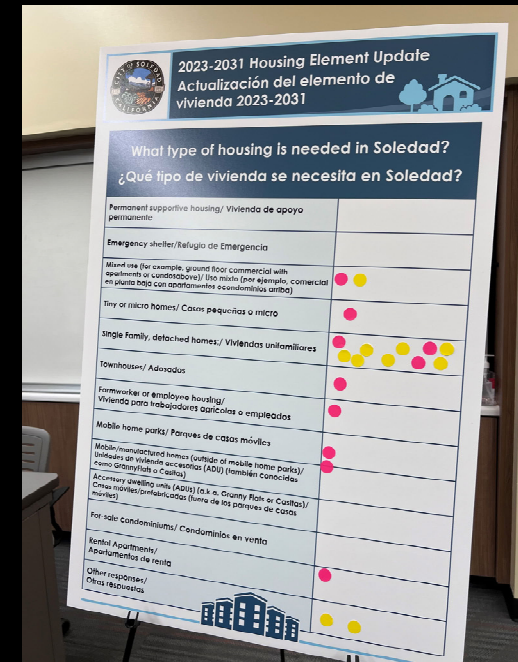 CITY OF SOLEDAD
CALIFORNIA
2023-2031 Housing Element Update
Actualización del elemento de
vivienda 2023-2031
What type of housing is needed in Soledad?
¿Qué tipo de vivienda se necesita en Soledad?
Permanent supportive housing/ Vivienda de apoyo
permanente
Emergency shelter/Refugio de Emergencia
Mixed use (for example, ground floor commercial with
apartments or condosabove)/ Uso mixto (por ejemplo, comercial
en planta baja con apartamentos ocondominios arriba)
Tiny or micro homes/ Casas pequeñas o micro
Single Family, detached homes;/ Viviendas unifamiliares
Townhouses/ Adosados
Farmworker or employee housing/
Vivienda para trabajadores agrícolas o empleados
Mobile home parks/ Parques de casas móviles
Mobile/manufactured homes (outside of mobile home parks)/
Unidades de vivienda accesorias (ADU) (también conocidas
como GrannyFlats o Casitas)
Accessory dwelling units (ADUs) (a.k.a. Granny Flats or Casitas)/
Casas móviles/prefabricadas (fuera de los parques de casas
móviles)
For-sale condominiums/ Condominios en venta
Rental Apartments/
Apartamentos de renta
Other responses/
Otras respuestas